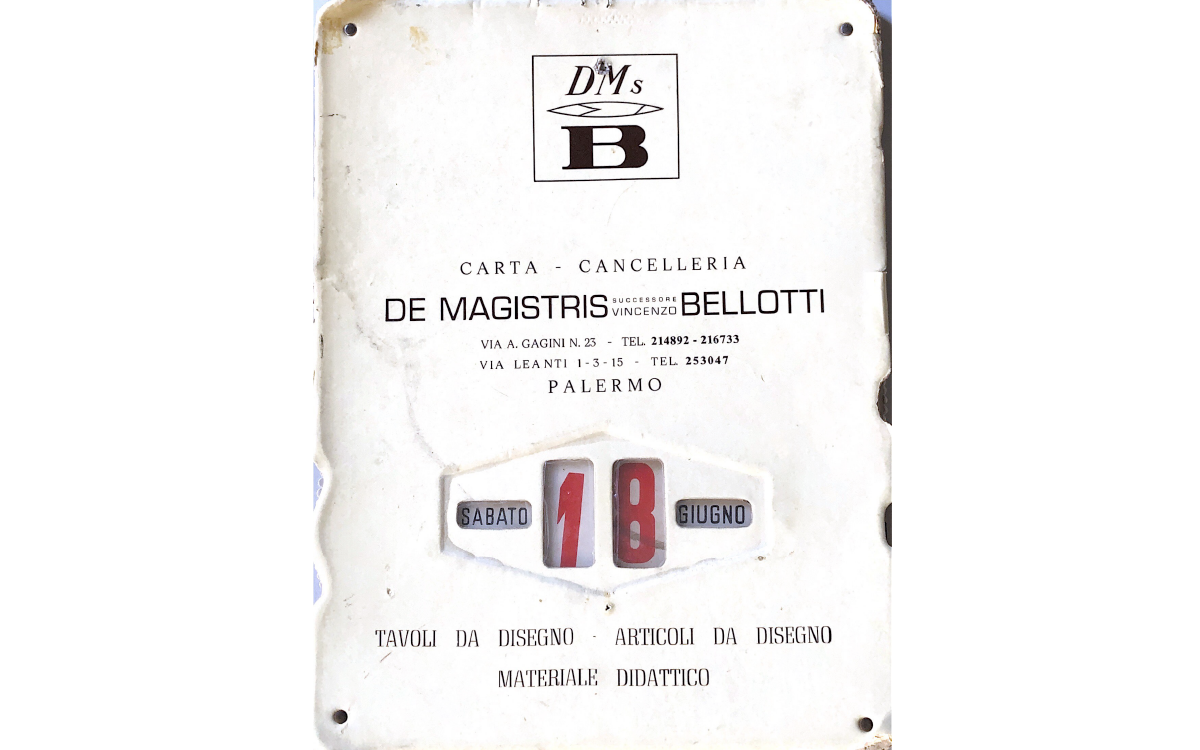 DMs
B
CARTA - CANCELLERIA
DE MAGISTRIS SUCCESSORE VINCENZO BELLOTTI
VIA A. GAGINI N. 23 - TEL. 214892 - 216733
VIA LEANTI 1-3-15 - TEL. 253047
PALERMO
SABATO 18 GIUGNO
TAVOLI DA DISEGNO - ARTICOLI DA DISEGNO
MATERIALE DIDATTICO